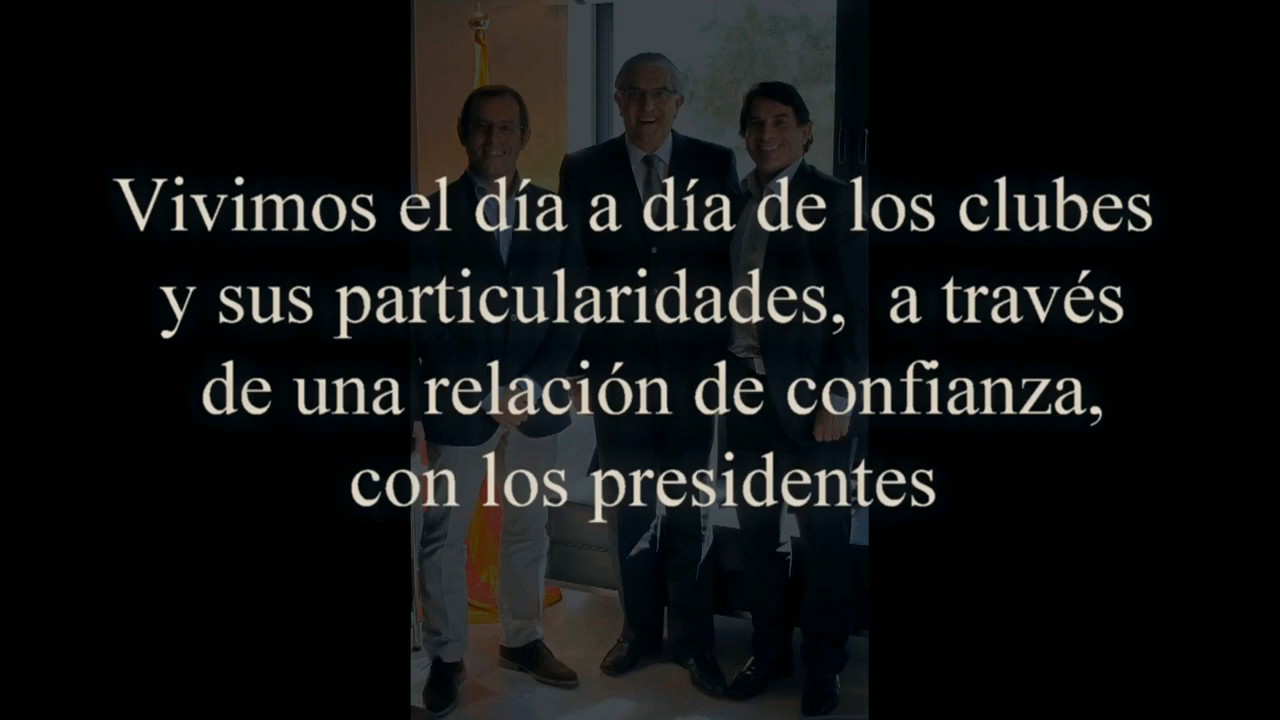 Vivimos el día a día de los clubes
y sus particularidades, a través
de una relación de confianza,
con los presidentes